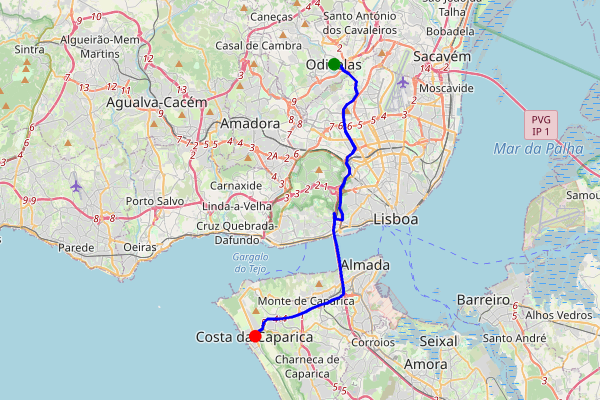 São João da
Talha
Caneças
Santo António
dos Cavaleiros
Bobadela
Algueirão-Mem
Martins
Sintra
Casal de Cambra
Sacavém
Odivelas
Moscavide
Agualva-Cacém
Amadora
PVG
IP 1
Mar da Palha
Carnaxide
Porto Salvo
Linda-a-Velha
Samou
Cruz Quebrada-
Dafundo
Lisboa
Parede
Oeiras
Gargalo
do Tejo
Almada
Monte de Caparica
Barreiro
Alhos Vedros
Costa da Caparica
Corroios
Seixal
Santo André
Charneca de
Caparica
Amora